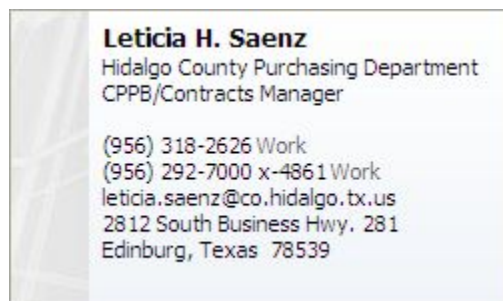 Leticia H. Saenz
Hidalgo County Purchasing Department
CPPB/Contracts Manager
(956) 318-2626 Work
(956) 292-7000 x-4861 Work
leticia.saenz@co.hidalgo.tx.us
2812 South Business Hwy. 281
Edinburg, Texas 78539